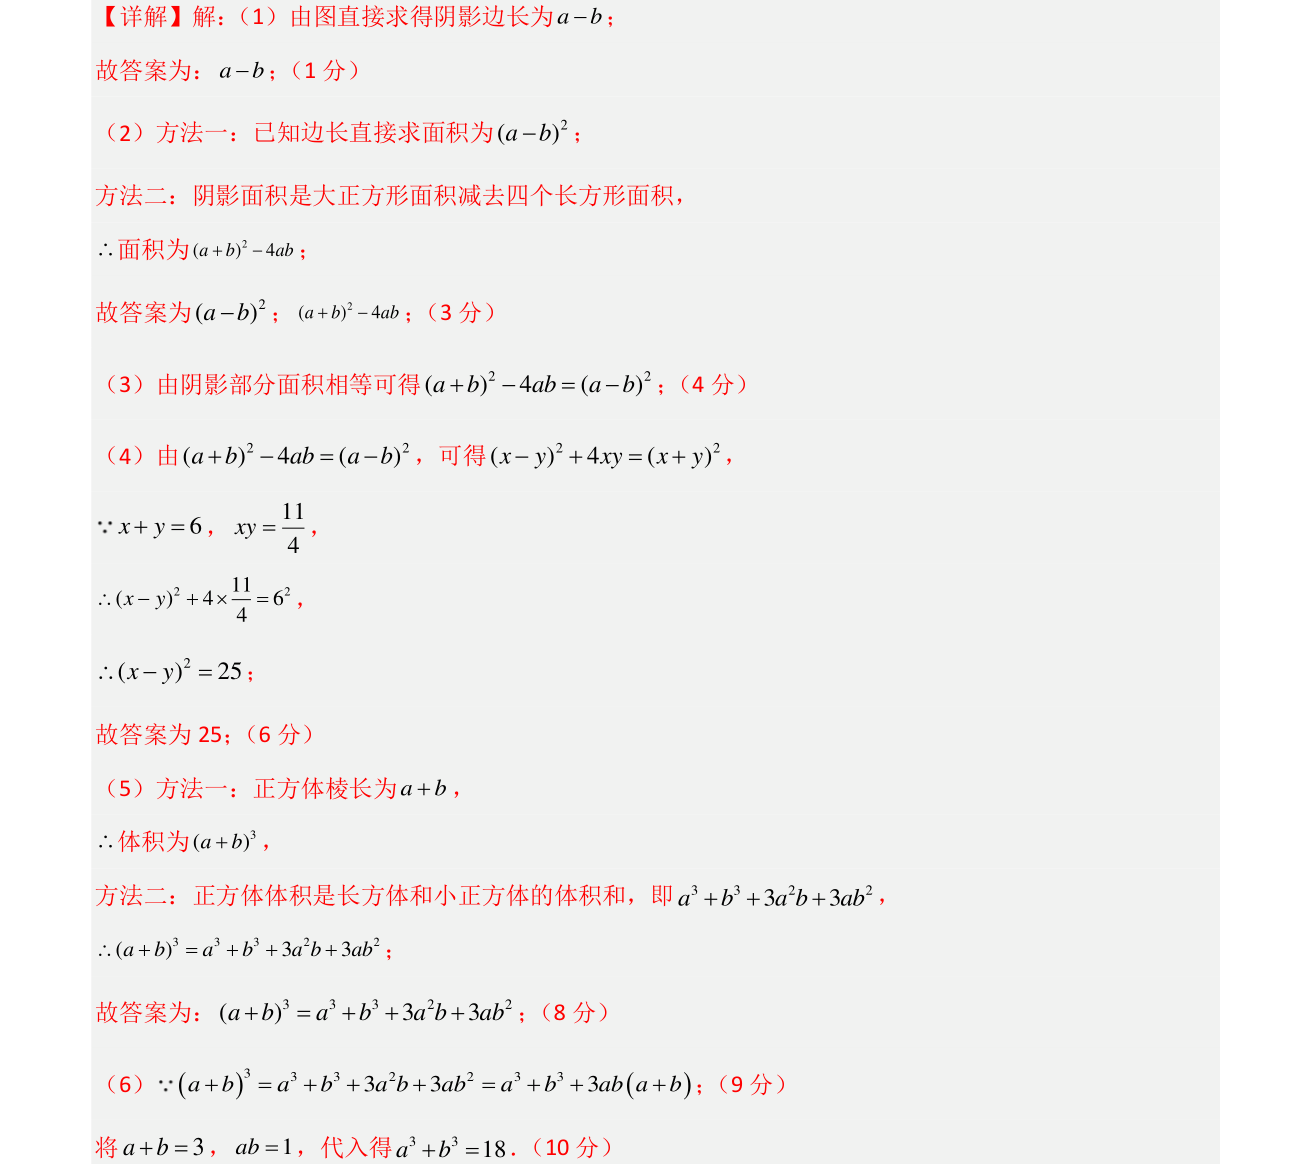 【详解】解：（1）由图直接求得阴影边长为a－b；
故答案为：a－b；（1 分）
（2）方法一：已知边长直接求面积为(a－b)²；
方法二：阴影面积是大正方形面积减去四个长方形面积，
∴面积为(a＋b)²－4ab；
故答案为(a－b)²；(a＋b)²－4ab；（3 分）
（3）由阴影部分面积相等可得(a＋b)²－4ab＝(a－b)²；（4 分）
（4）由(a＋b)²－4ab＝(a－b)²，可得(x－y)²＋4xy＝(x＋y)²，
∵x＋y＝6，xy＝11/4，
∴(x－y)²＋4×11/4＝6²，
∴(x－y)²＝25；
故答案为 25；（6 分）
（5）方法一：正方体棱长为a＋b，
∴体积为(a＋b)³，
方法二：正方体体积是长方体和小正方体的体积和，即a³＋b³＋3a²b＋3ab²，
∴(a＋b)³＝a³＋b³＋3a²b＋3ab²；
故答案为：(a＋b)³＝a³＋b³＋3a²b＋3ab²；（8 分）
（6）∵(a＋b)³＝a³＋b³＋3a²b＋3ab²＝a³＋b³＋3ab(a＋b)；（9 分）
将a＋b＝3，ab＝1，代入得a³＋b³＝18．（10 分）